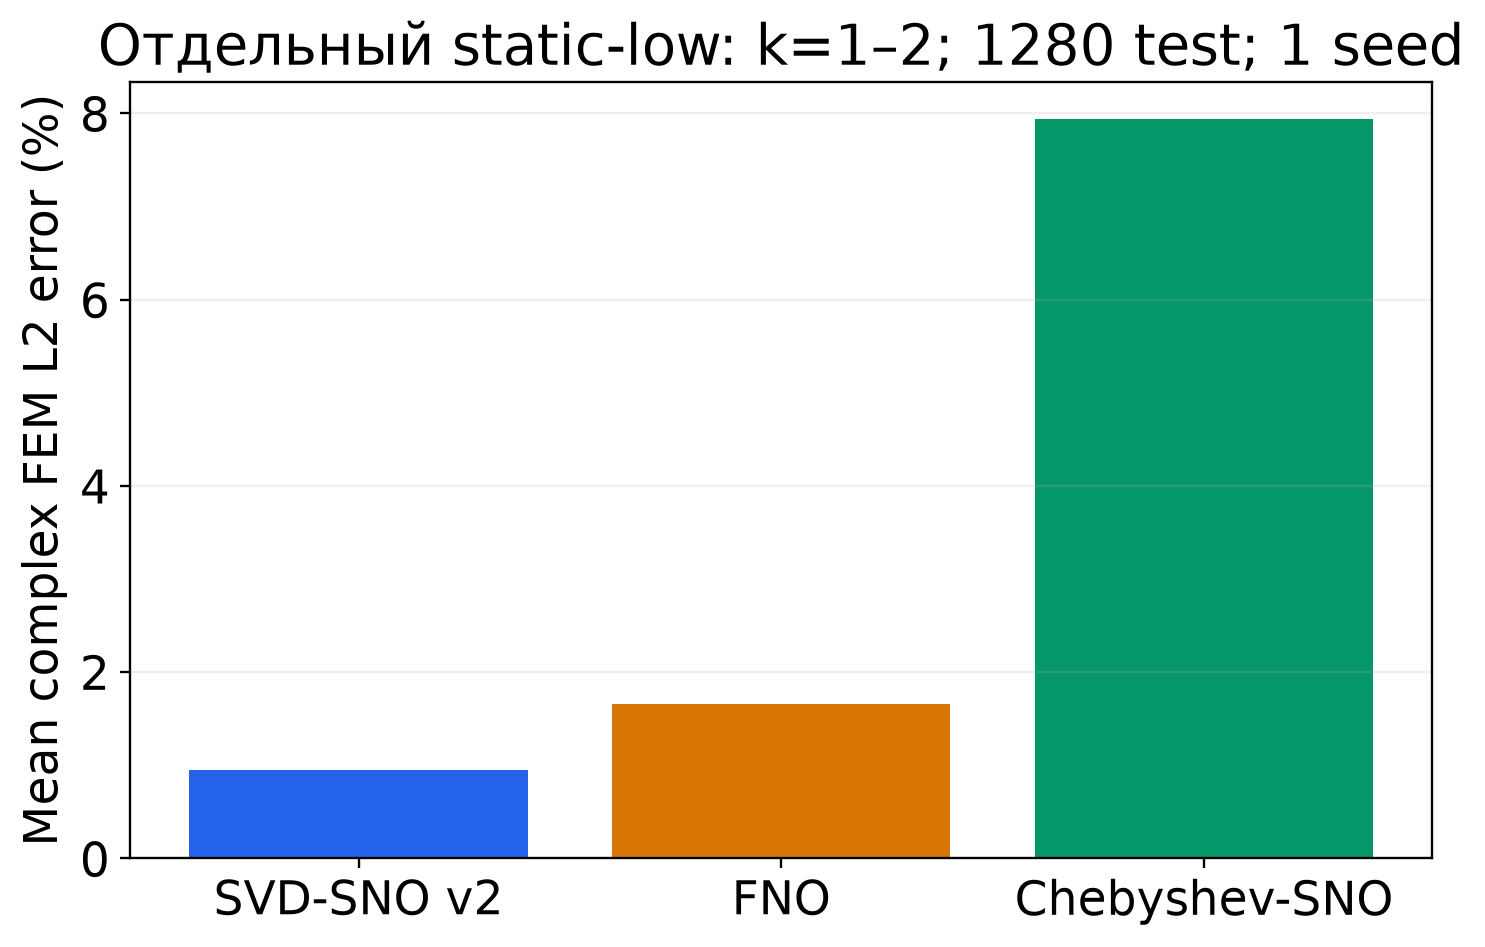 Отдельный static-low: k=1–2; 1280 test; 1 seed
Mean complex FEM L2 error (%)
8
6
4
2
0
SVD-SNO v2
FNO
Chebyshev-SNO